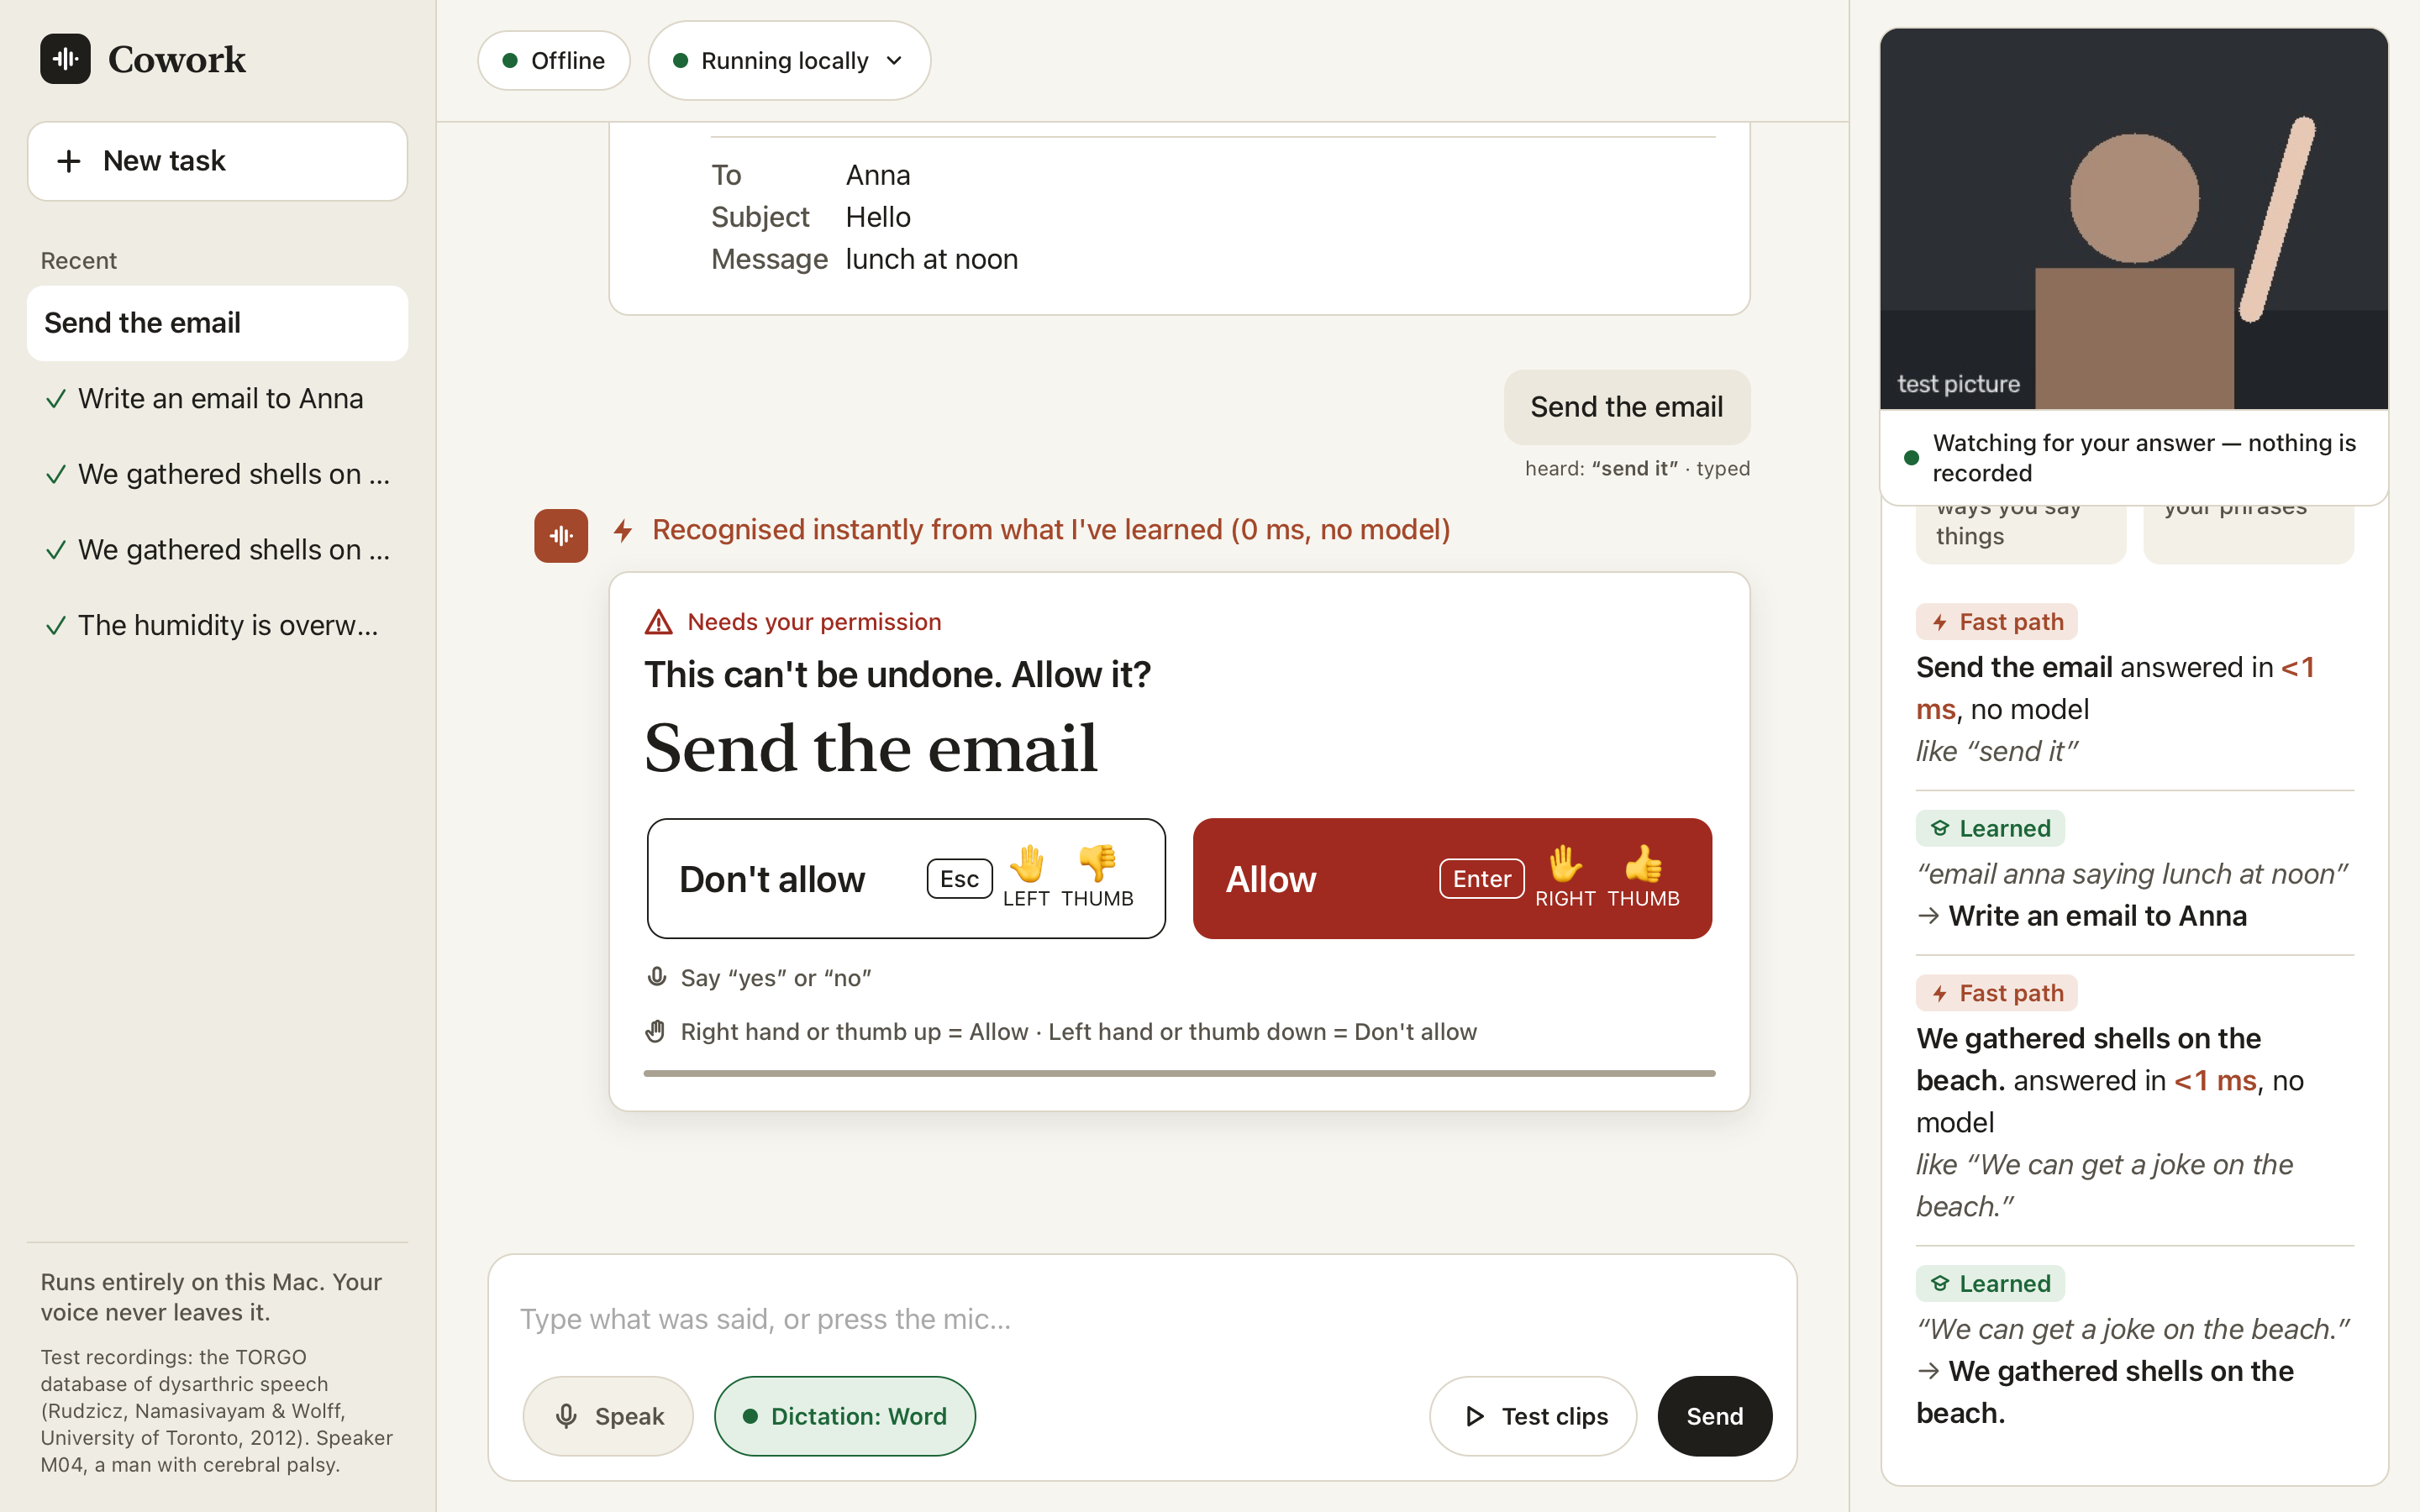 Cowork
New task
Recent
Send the email
Write an email to Anna
We gathered shells on ...
We gathered shells on ...
The humidity is overw...
Runs entirely on this Mac. Your
voice never leaves it.
Test recordings: the TORGO
database of dysarthric speech
(Rudzicz, Namasivayam & Wolff,
University of Toronto, 2012). Speaker
M04, a man with cerebral palsy.
Offline
Running locally
To Anna
Subject Hello
Message lunch at noon
Send the email
heard: “send it” · typed
Recognised instantly from what I've learned (0 ms, no model)
Needs your permission
This can't be undone. Allow it?
Send the email
Don't allow Esc LEFT THUMB
Allow Enter RIGHT THUMB
Say “yes” or “no”
Right hand or thumb up = Allow · Left hand or thumb down = Don't allow
Type what was said, or press the mic...
Speak
Dictation: Word
Test clips
Send
test picture
Watching for your answer — nothing is
recorded
ways you say
things
your phrases
Fast path
Send the email answered in <1
ms, no model
like “send it”
Learned
“email anna saying lunch at noon”
→ Write an email to Anna
Fast path
We gathered shells on the
beach. answered in <1 ms, no
model
like “We can get a joke on the
beach.”
Learned
“We can get a joke on the beach.”
→ We gathered shells on the
beach.